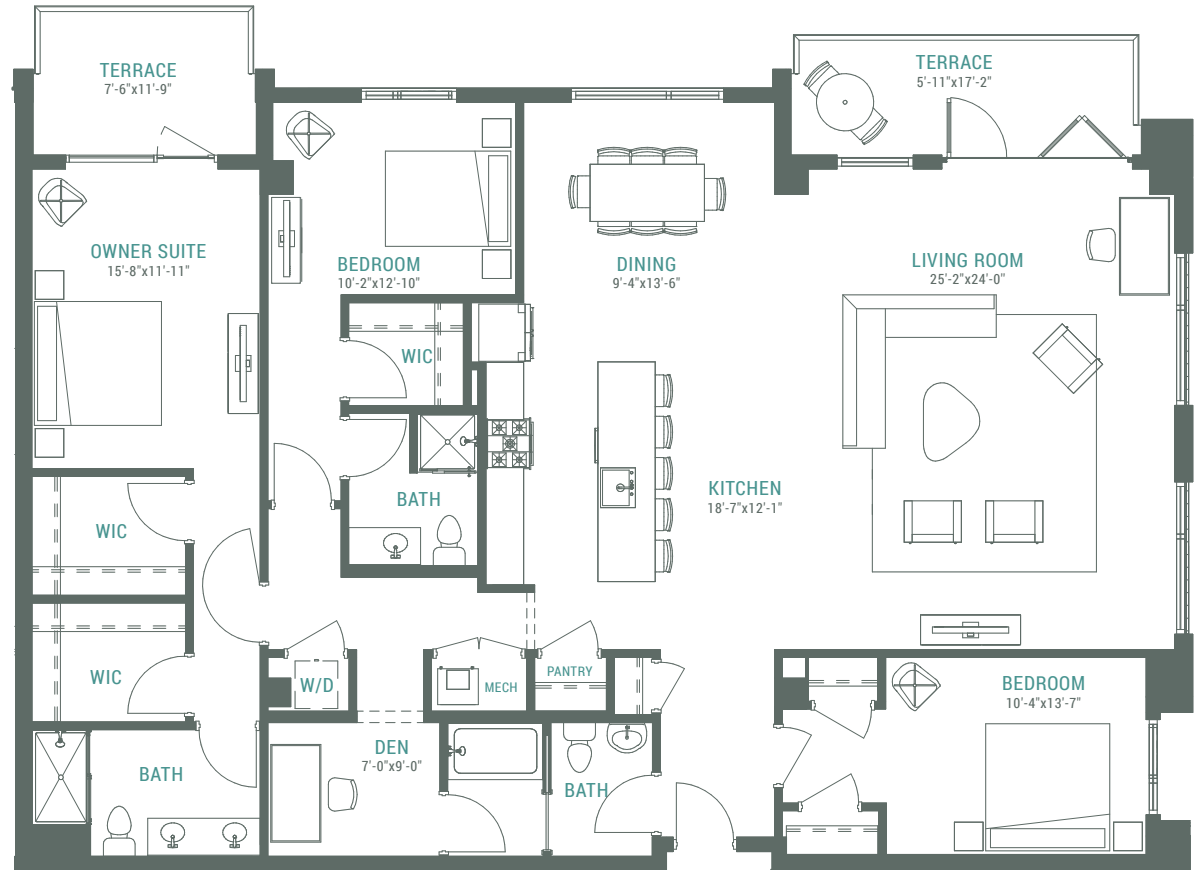 TERRACE
7'-6"x11'-9"
TERRACE
5'-11"x17'-2"
OWNER SUITE
15'-8"x11'-11"
BEDROOM
10'-2"x12'-10"
DINING
9'-4"x13'-6"
LIVING ROOM
25'-2"x24'-0"
WIC
BATH
KITCHEN
18'-7"x12'-1"
WIC
WIC
W/D
MECH
PANTRY
BEDROOM
10'-4"x13'-7"
BATH
DEN
7'-0"x9'-0"
BATH